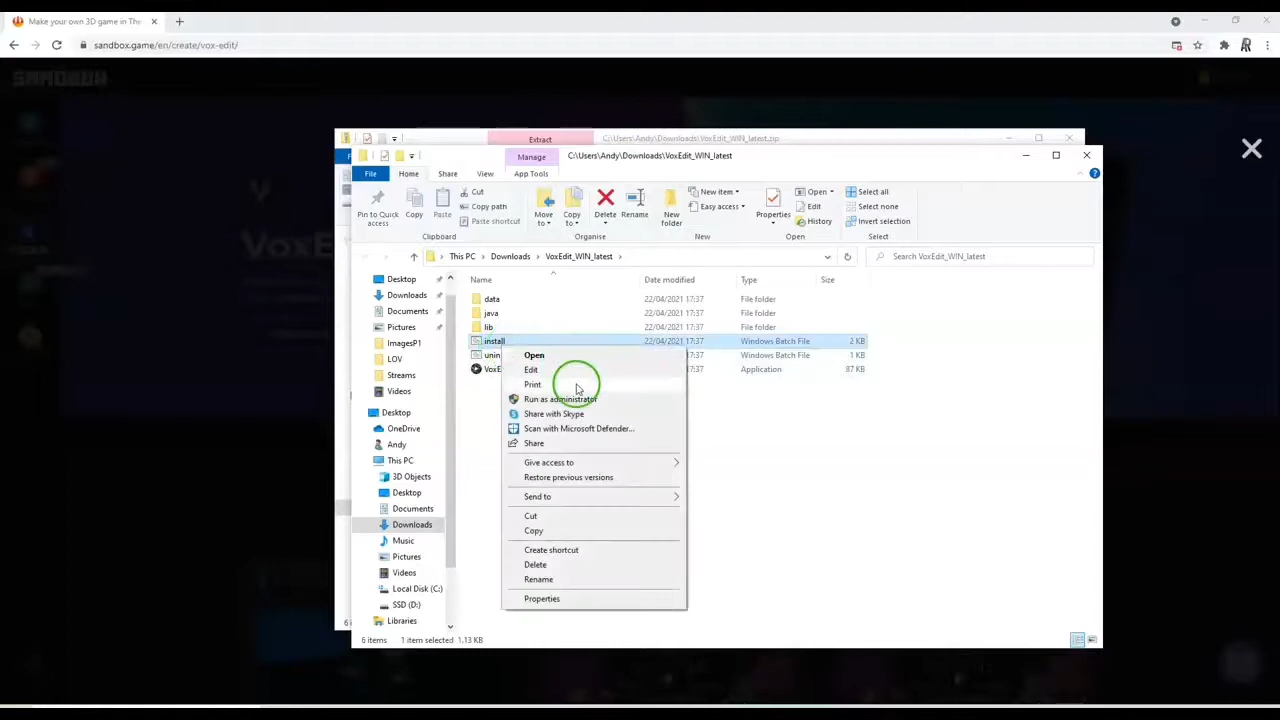 Make your own 3D game in The
sandbox.game/en/create/vox-edit/
SANDBOX
VoxEdit
Extract
C:\Users\Andy\Downloads\VoxEdit_WIN_latest.zip
Manage
C:\Users\Andy\Downloads\VoxEdit_WIN_latest
File
Home
Share
View
App Tools
Pin to Quick access
Copy
Paste
Cut
Copy path
Paste shortcut
Clipboard
Move to
Copy to
Delete
Rename
Organise
New folder
New item
Easy access
New
Properties
Open
Edit
History
Open
Select all
Select none
Invert selection
Select
This PC
Downloads
VoxEdit_WIN_latest
Search VoxEdit_WIN_latest
Name
Date modified
Type
Size
data 22/04/2021 17:37 File folder
java 22/04/2021 17:37 File folder
lib 22/04/2021 17:37 File folder
install 22/04/2021 17:37 Windows Batch File 2 KB
unin 17:37 Windows Batch File 1 KB
VoxE 17:37 Application 87 KB
Desktop
Downloads
Documents
Pictures
ImagesP1
LOV
Streams
Videos
Desktop
OneDrive
Andy
This PC
3D Objects
Desktop
Documents
Downloads
Music
Pictures
Videos
Local Disk (C:)
SSD (D:)
Libraries
Open
Edit
Print
Run as administrator
Share with Skype
Scan with Microsoft Defender...
Share
Give access to
Restore previous versions
Send to
Cut
Copy
Create shortcut
Delete
Rename
Properties
6 items 1 item selected 1.13 KB